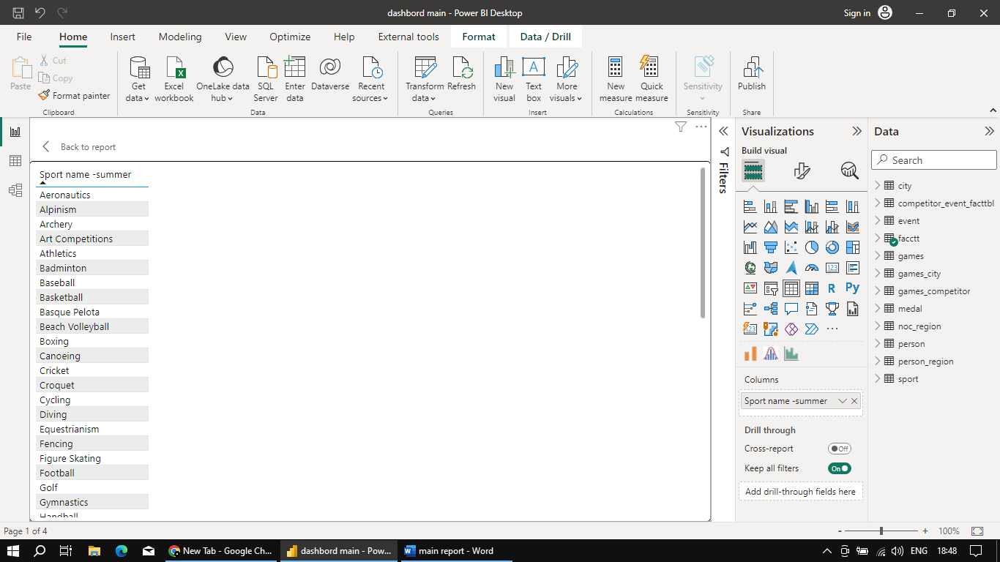 dashbord main - Power BI Desktop
Sign in
File
Home
Insert
Modeling
View
Optimize
Help
External tools
Format
Data / Drill
Paste
Cut
Copy
Format painter
Clipboard
Get data
Excel workbook
OneLake data hub
SQL Server
Enter data
Dataverse
Recent sources
Data
Transform data
Refresh
Queries
New visual
Text box
More visuals
Insert
New measure
Quick measure
Calculations
Sensitivity
Sensitivity
Publish
Share
Back to report
Sport name -summer
Aeronautics
Alpinism
Archery
Art Competitions
Athletics
Badminton
Baseball
Basketball
Basque Pelota
Beach Volleyball
Boxing
Canoeing
Cricket
Croquet
Cycling
Diving
Equestrianism
Fencing
Figure Skating
Football
Golf
Gymnastics
Handball
Filters
Visualizations
Build visual
123
R
Py
123
Columns
Sport name -summer
Drill through
Cross-report
Off
Keep all filters
On
Add drill-through fields here
Data
Search
city
competitor_event_facttbl
event
facctt
games
games_city
games_competitor
medal
noc_region
person
person_region
sport
Page 1 of 4
- + 100%
New Tab - Google Ch...
dashbord main - Pow...
main report - Word
ENG
18:48